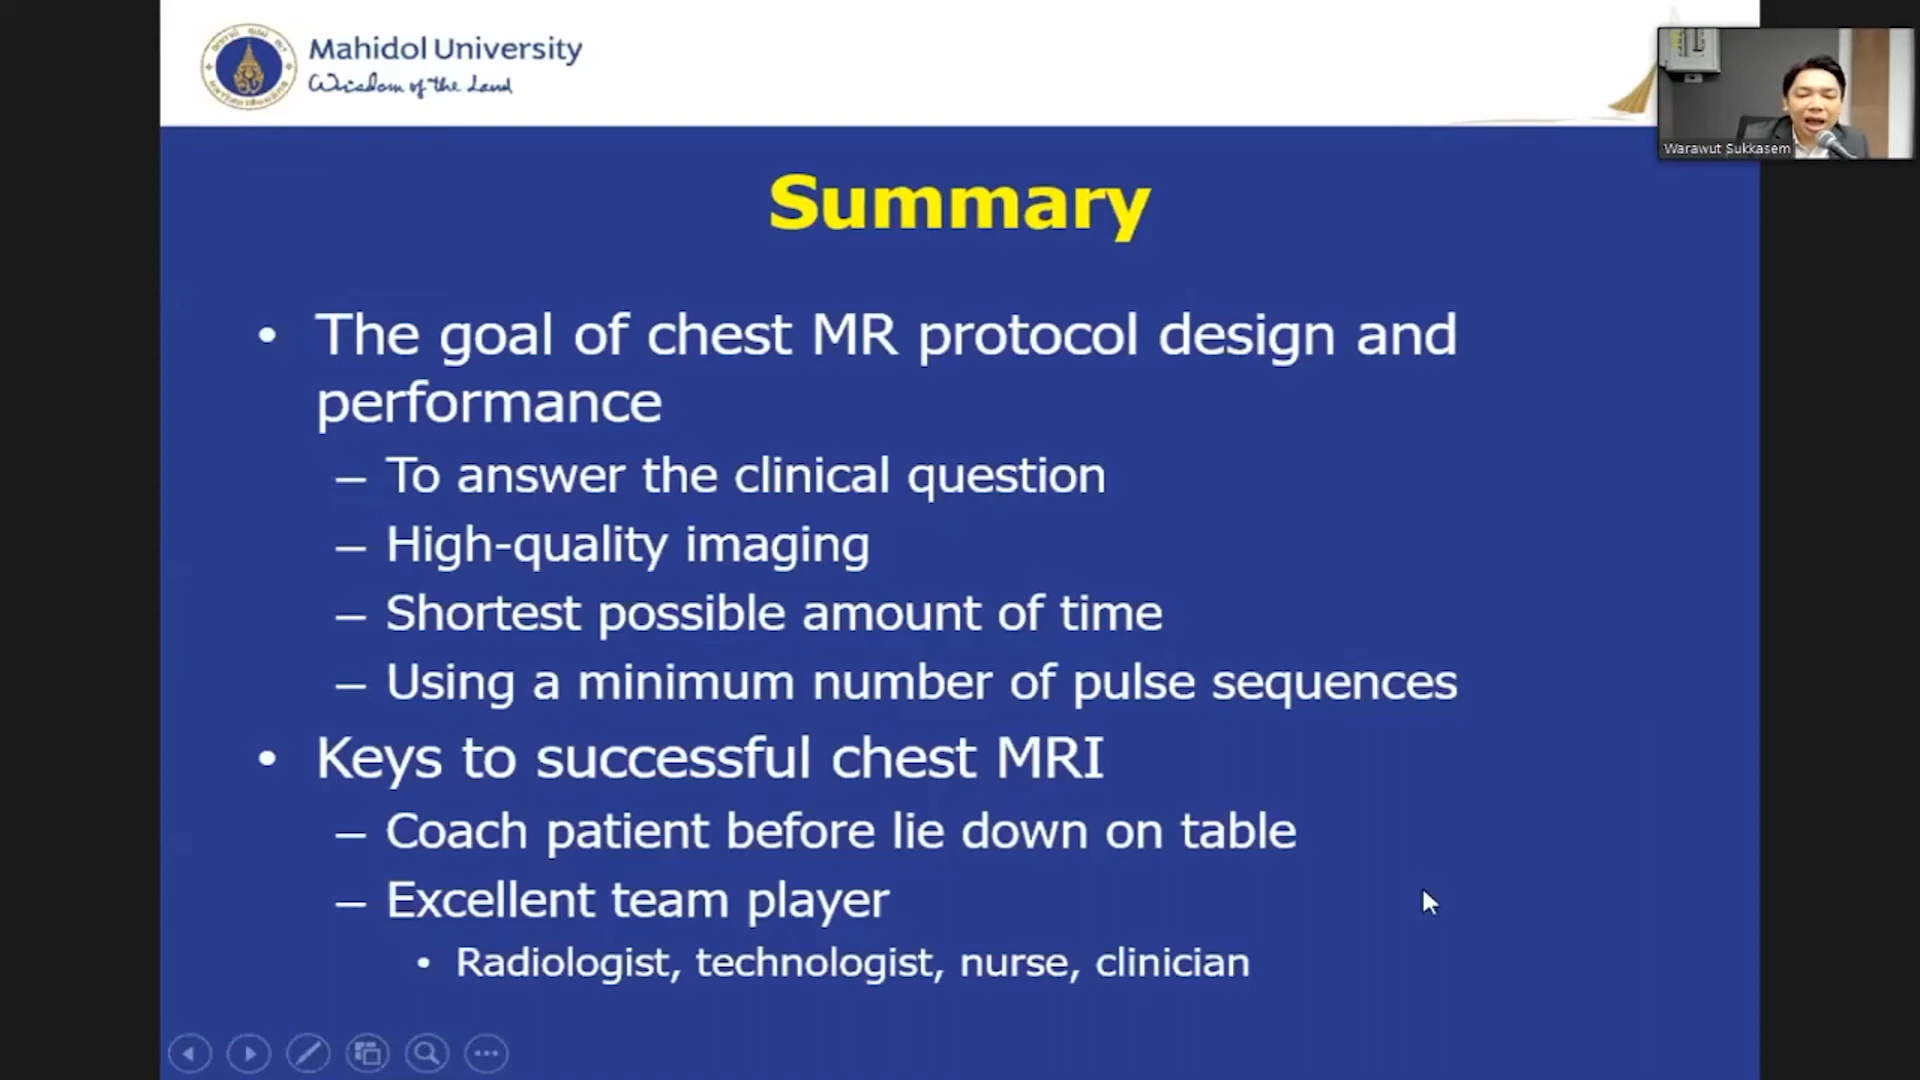 Mahidol University
Wisdom of the Land
Warawut Sukkasem
Summary
• The goal of chest MR protocol design and
performance
– To answer the clinical question
– High-quality imaging
– Shortest possible amount of time
– Using a minimum number of pulse sequences
• Keys to successful chest MRI
– Coach patient before lie down on table
– Excellent team player
• Radiologist, technologist, nurse, clinician